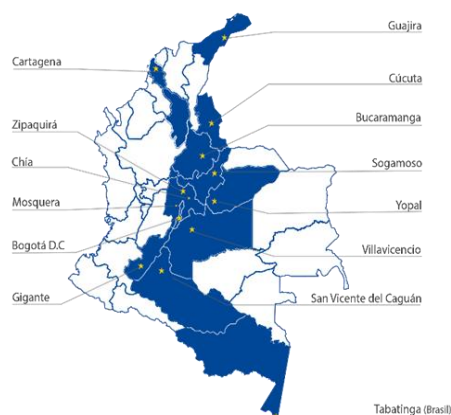 Guajira
Cartagena
Cúcuta
Bucaramanga
Zipaquirá
Sogamoso
Chía
Mosquera
Yopal
Bogotá D.C
Villavicencio
Gigante
San Vicente del Caguán
Tabatinga (Brasil)